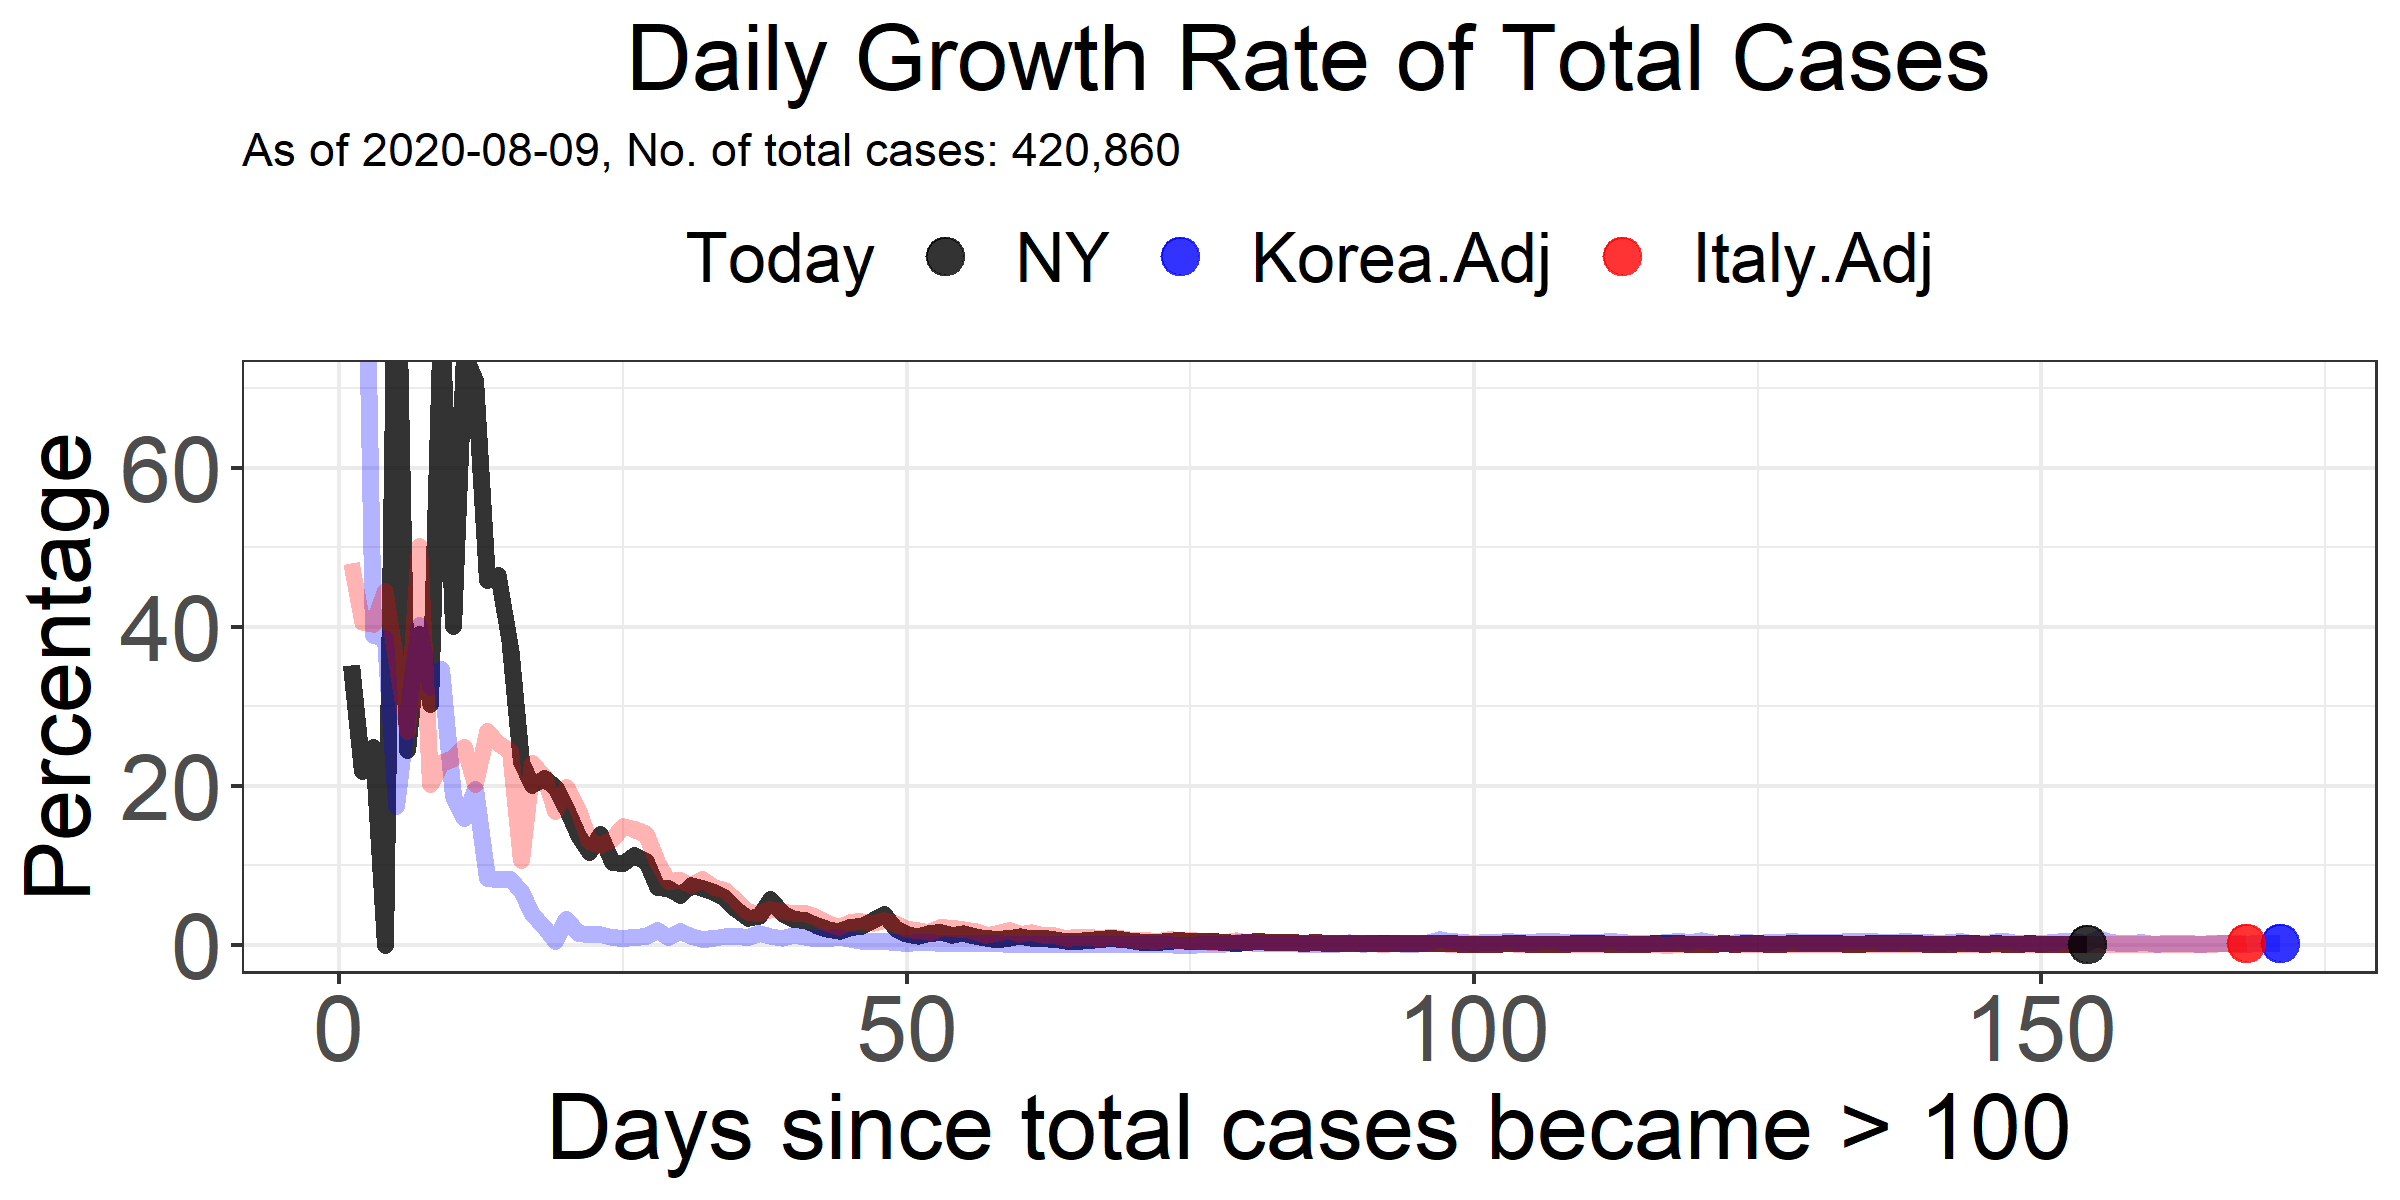 Daily Growth Rate of Total Cases
As of 2020-08-09, No. of total cases: 420,860
Today NY Korea.Adj Italy.Adj
Percentage
60
40
20
0
0 50 100 150
Days since total cases became > 100